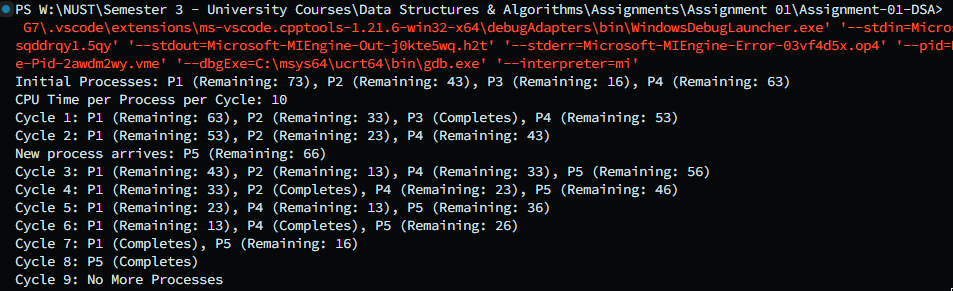 PS W:\NUST\Semester 3 - University Courses\Data Structures & Algorithms\Assignments\Assignment 01\Assignment-01-DSA>
G7\.vscode\extensions\ms-vscode.cpptools-1.21.6-win32-x64\debugAdapters\bin\WindowsDebugLauncher.exe' '--stdin=Micros
sqddrqyl.5qy' '--stdout=Microsoft-MIEngine-Out-j0kte5wq.h2t' '--stderr=Microsoft-MIEngine-Error-03vf4d5x.op4' '--pid=
e-Pid-2awdm2wy.vme' '--dbgExe=C:\msys64\ucrt64\bin\gdb.exe' '--interpreter=mi'
Initial Processes: P1 (Remaining: 73), P2 (Remaining: 43), P3 (Remaining: 16), P4 (Remaining: 63)
CPU Time per Process per Cycle: 10
Cycle 1: P1 (Remaining: 63), P2 (Remaining: 33), P3 (Completes), P4 (Remaining: 53)
Cycle 2: P1 (Remaining: 53), P2 (Remaining: 23), P4 (Remaining: 43)
New process arrives: P5 (Remaining: 66)
Cycle 3: P1 (Remaining: 43), P2 (Remaining: 13), P4 (Remaining: 33), P5 (Remaining: 56)
Cycle 4: P1 (Remaining: 33), P2 (Completes), P4 (Remaining: 23), P5 (Remaining: 46)
Cycle 5: P1 (Remaining: 23), P4 (Remaining: 13), P5 (Remaining: 36)
Cycle 6: P1 (Remaining: 13), P4 (Completes), P5 (Remaining: 26)
Cycle 7: P1 (Completes), P5 (Remaining: 16)
Cycle 8: P5 (Completes)
Cycle 9: No More Processes